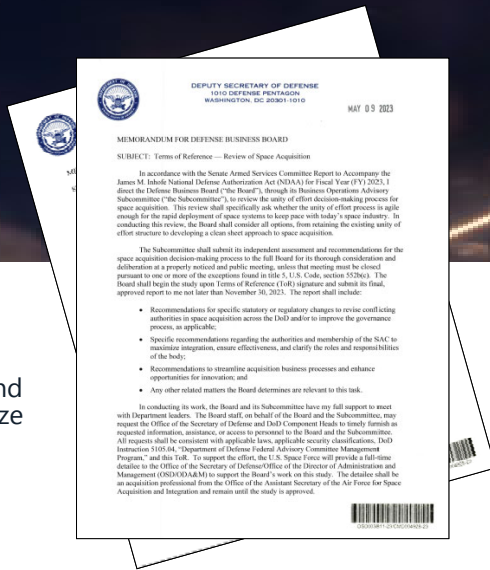 DEPUTY SECRETARY OF DEFENSE
1010 DEFENSE PENTAGON
WASHINGTON, DC 20301-1010
MAY 09 2023
MEMORANDUM FOR DEFENSE BUSINESS BOARD
SUBJECT: Terms of Reference — Review of Space Acquisition
In accordance with the Senate Armed Services Committee Report to Accompany the
James M. Inhofe National Defense Authorization Act (NDAA) for Fiscal Year (FY) 2023, I
direct the Defense Business Board ("the Board"), through its Business Operations Advisory
Subcommittee ("the Subcommittee"), to review the unity of effort decision-making process for
space acquisition. This review shall specifically ask whether the unity of effort process is agile
enough for the rapid deployment of space systems to keep pace with today's space industry. In
conducting this review, the Board shall consider all options, from retaining the existing unity of
effort structure to developing a clean sheet approach to space acquisition.
The Subcommittee shall submit its independent assessment and recommendations for the
space acquisition decision-making process to the full Board for its thorough consideration and
deliberation at a properly noticed and public meeting, unless that meeting must be closed
pursuant to one or more of the exceptions found in title 5, U.S. Code, section 552b(c). The
Board shall begin the study upon Terms of Reference (ToR) signature and submit its final,
approved report to me not later than November 30, 2023. The report shall include:
• Recommendations for specific statutory or regulatory changes to revise conflicting
authorities in space acquisition across the DoD and/or to improve the governance
process, as applicable;
• Specific recommendations regarding the authorities and membership of the SAC to
maximize integration, ensure effectiveness, and clarify the roles and responsibilities
of the body;
• Recommendations to streamline acquisition business processes and enhance
opportunities for innovation; and
• Any other related matters the Board determines are relevant to this task.
In conducting its work, the Board and its Subcommittee have my full support to meet
with Department leaders. The Board staff, on behalf of the Board and the Subcommittee, may
request the Office of the Secretary of Defense and DoD Component Heads to timely furnish as
requested information, assistance, or access to personnel to the Board and the Subcommittee.
All requests shall be consistent with applicable laws, applicable security classifications, DoD
Instruction 5105.04, "Department of Defense Federal Advisory Committee Management
Program," and this ToR. To support the effort, the U.S. Space Force will provide a full-time
detailee to the Office of the Secretary of Defense/Office of the Director of Administration and
Management (OSD/ODA&M) to support the Board's work on this study. The detailee shall be
an acquisition professional from the Office of the Assistant Secretary of the Air Force for Space
Acquisition and Integration and remain until the study is approved.
nd
ze